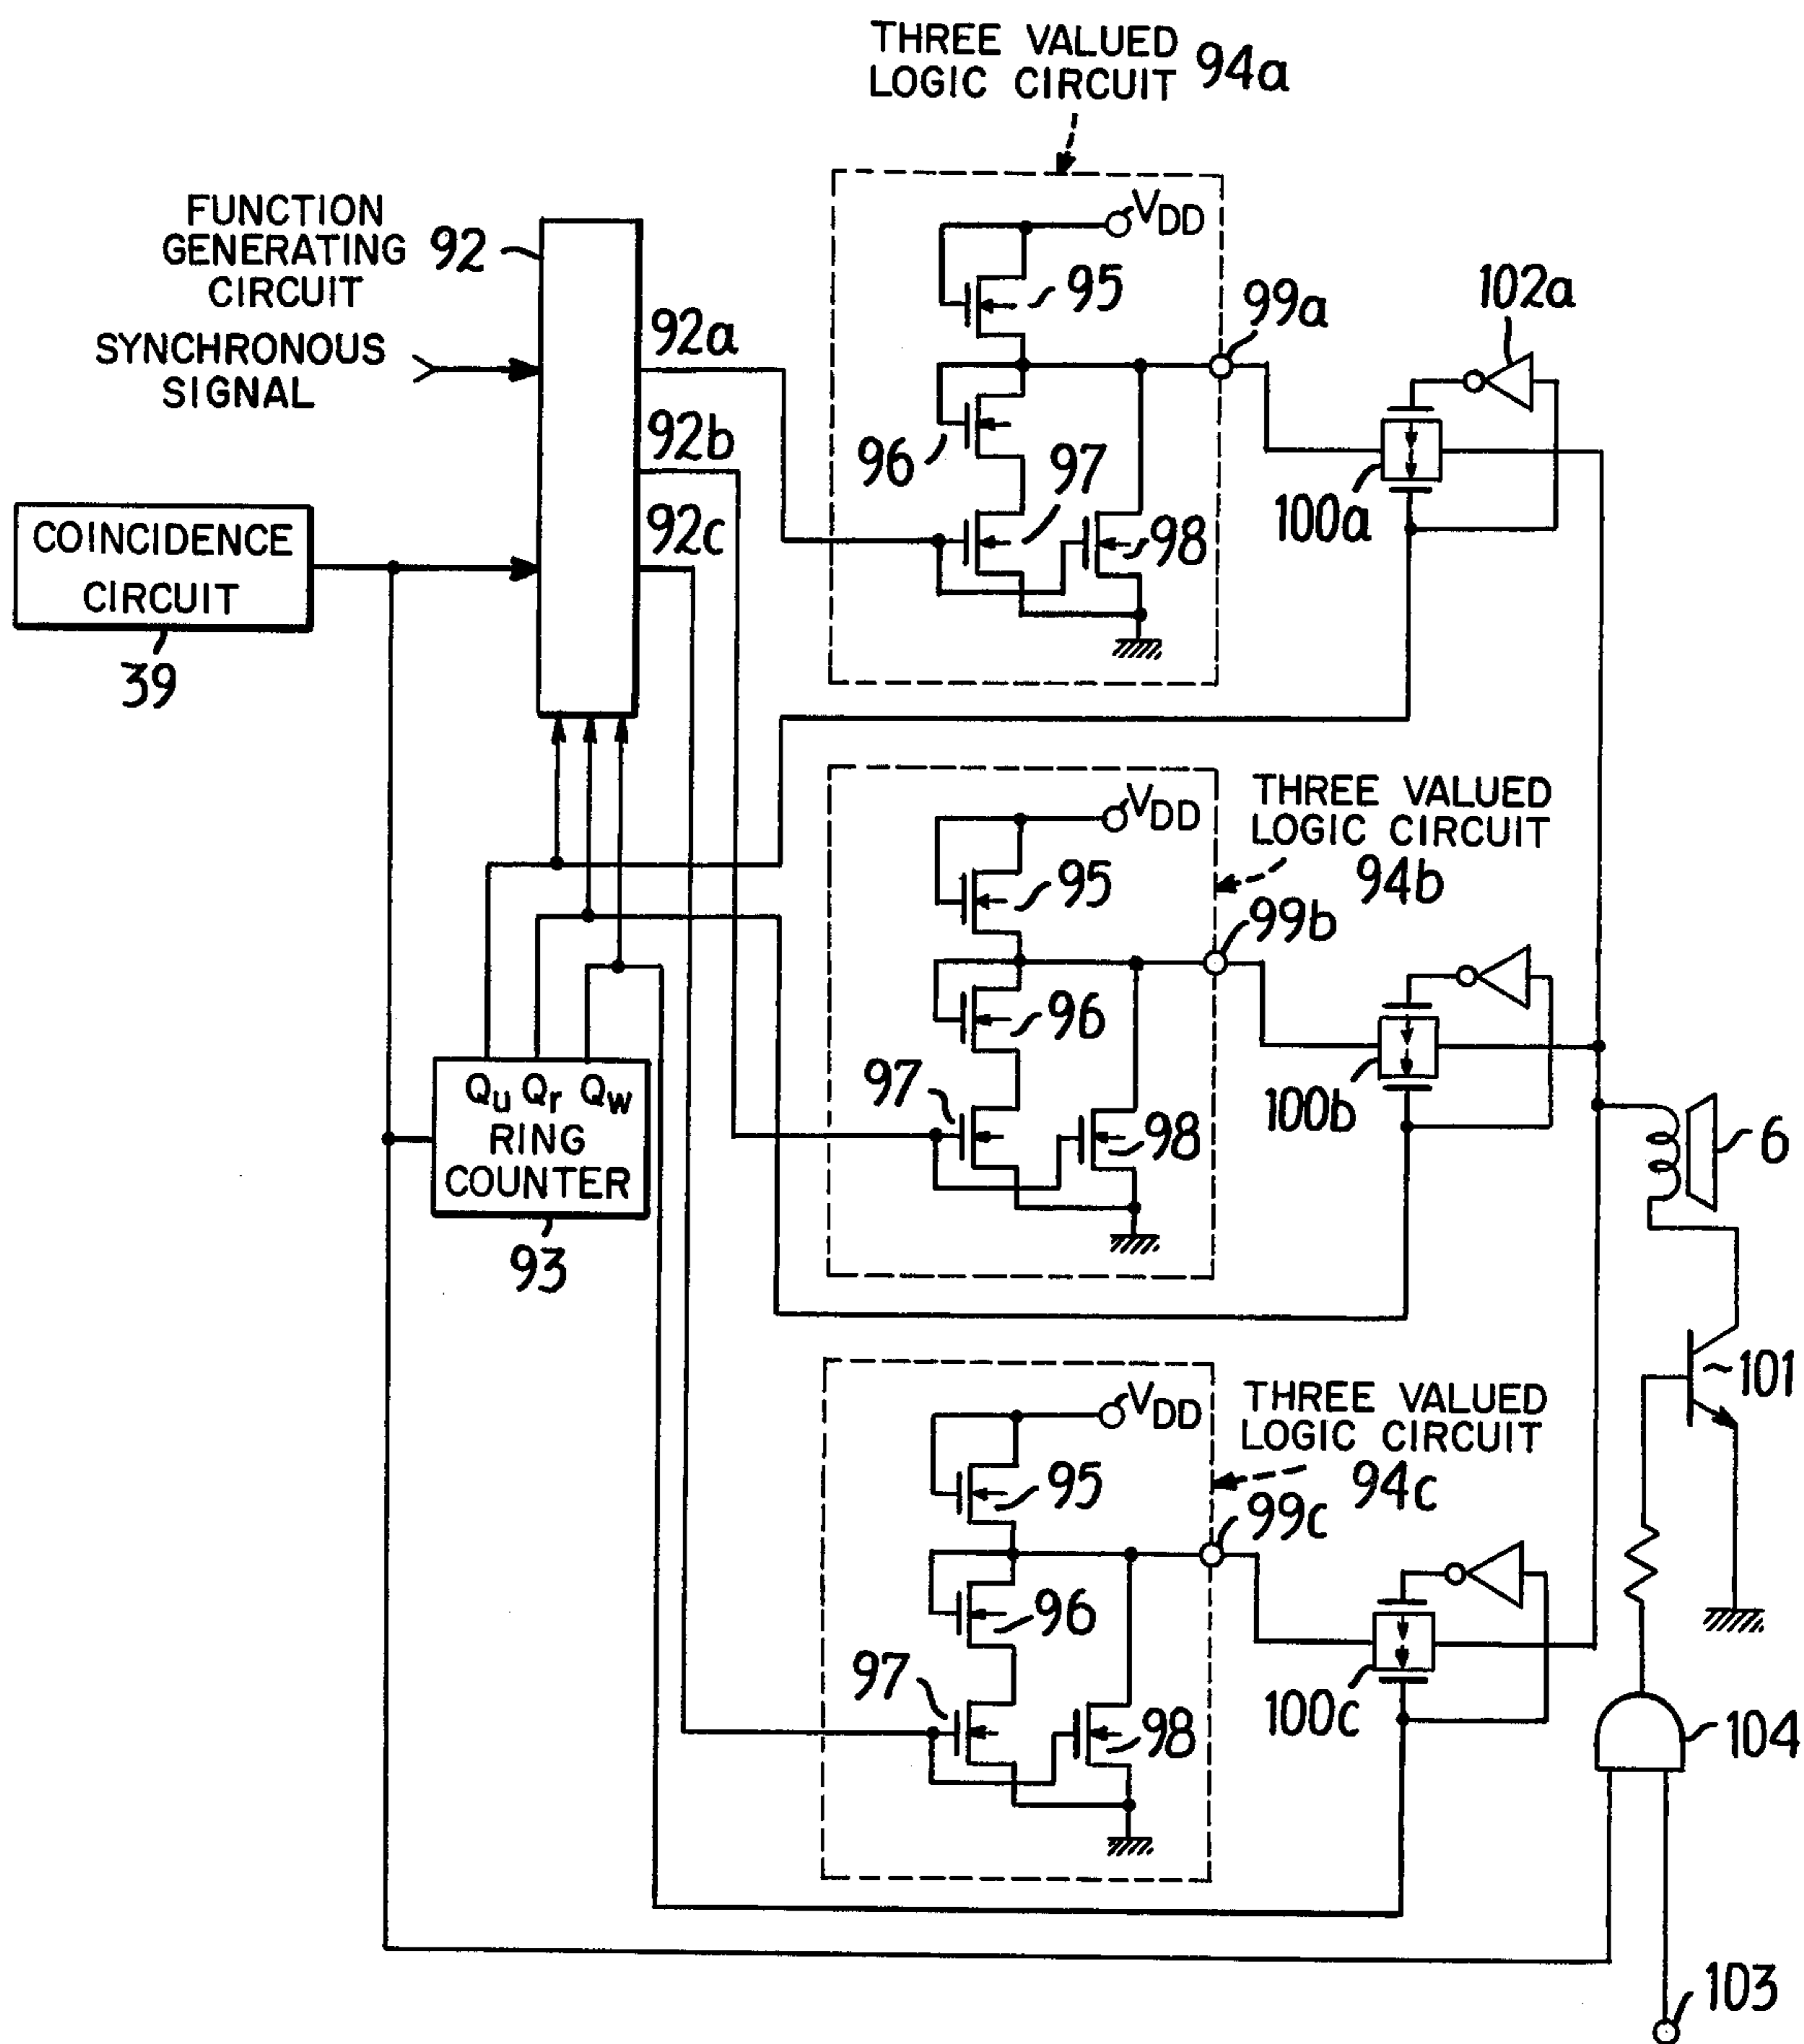 THREE VALUED
LOGIC CIRCUIT 94a
FUNCTION
GENERATING 92
CIRCUIT
SYNCHRONOUS
SIGNAL
92a
92b
92c
COINCIDENCE
CIRCUIT
39
VDD
95
96
97
98
99a
102a
100a
THREE VALUED
LOGIC CIRCUIT
94b
VDD
95
96
97
98
99b
100b
Qu Qr Qw
RING
COUNTER
93
6
101
THREE VALUED
LOGIC CIRCUIT
94c
VDD
95
96
97
98
99c
100c
104
103